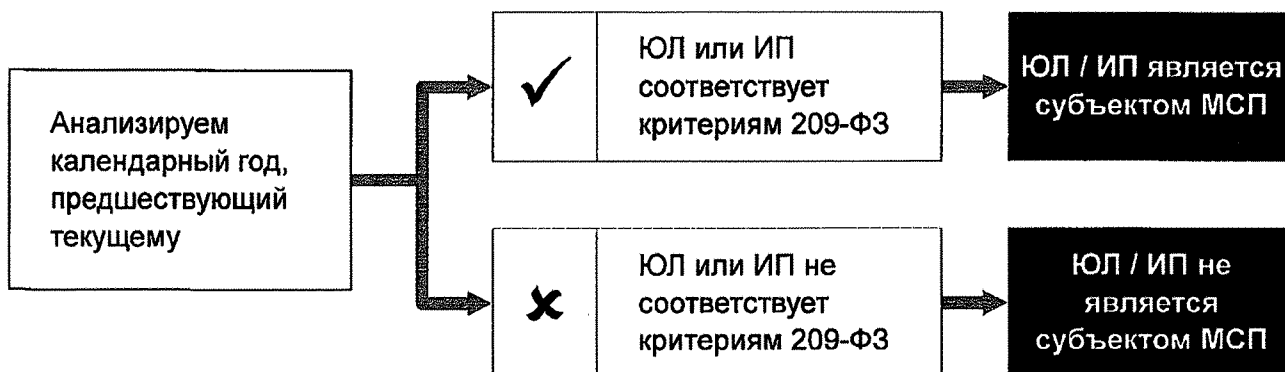 Анализируем
календарный год,
предшествующий
текущему
ЮЛ или ИП
соответствует
критериям 209-ФЗ
ЮЛ / ИП является
субъектом МСП
ЮЛ или ИП не
соответствует
критериям 209-ФЗ
ЮЛ / ИП не
является
субъектом МСП